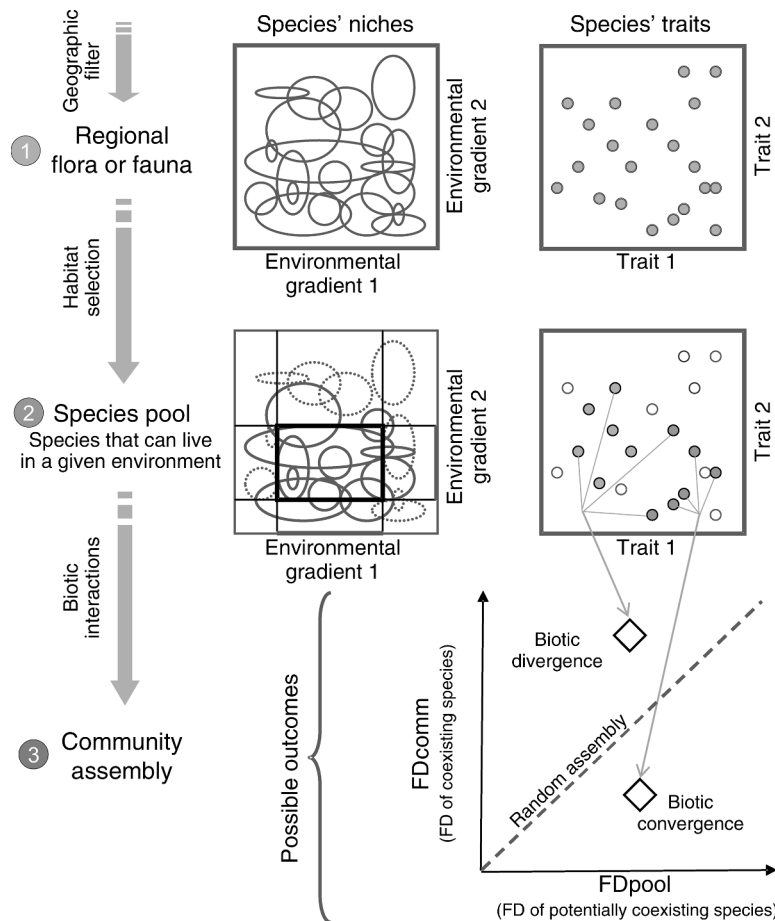 Species' niches
Species' traits
Geographic
filter
1
Regional
flora or fauna
Environmental
gradient 2
Trait 2
Environmental
gradient 1
Trait 1
Habitat
selection
2
Species pool
Species that can live
in a given environment
Environmental
gradient 2
Trait 2
Environmental
gradient 1
Trait 1
Biotic
interactions
3
Community
assembly
Possible outcomes
FDcomm
(FD of coexisting species)
Biotic
divergence
Random assembly
Biotic
convergence
FDpool
(FD of potentially coexisting species)